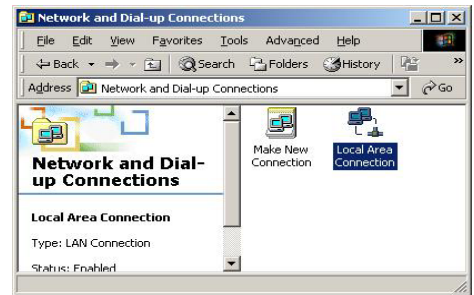 Network and Dial-up Connections
File Edit View Favorites Tools Advanced Help
Back Search Folders History »
Address Network and Dial-up Connections Go
Network and Dial-
up Connections
Local Area Connection
Type: LAN Connection
Status: Enabled
Make New
Connection
Local Area
Connection